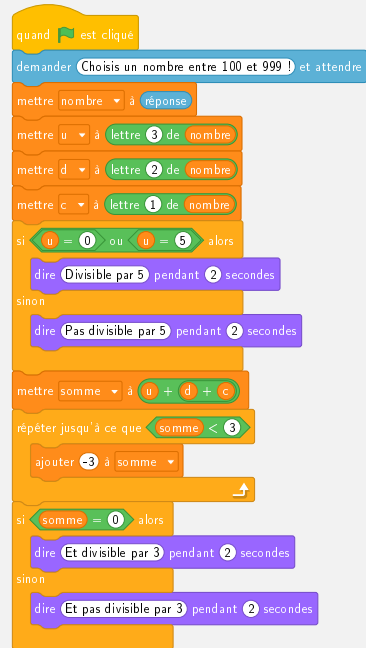 quand est cliqué
demander Choisis un nombre entre 100 et 999 ! et attendre
mettre nombre à réponse
mettre u à lettre 3 de nombre
mettre d à lettre 2 de nombre
mettre c à lettre 1 de nombre
si u = 0 ou u = 5 alors
dire Divisible par 5 pendant 2 secondes
sinon
dire Pas divisible par 5 pendant 2 secondes
mettre somme à u + d + c
répéter jusqu'à ce que somme < 3
ajouter -3 à somme
si somme = 0 alors
dire Et divisible par 3 pendant 2 secondes
sinon
dire Et pas divisible par 3 pendant 2 secondes